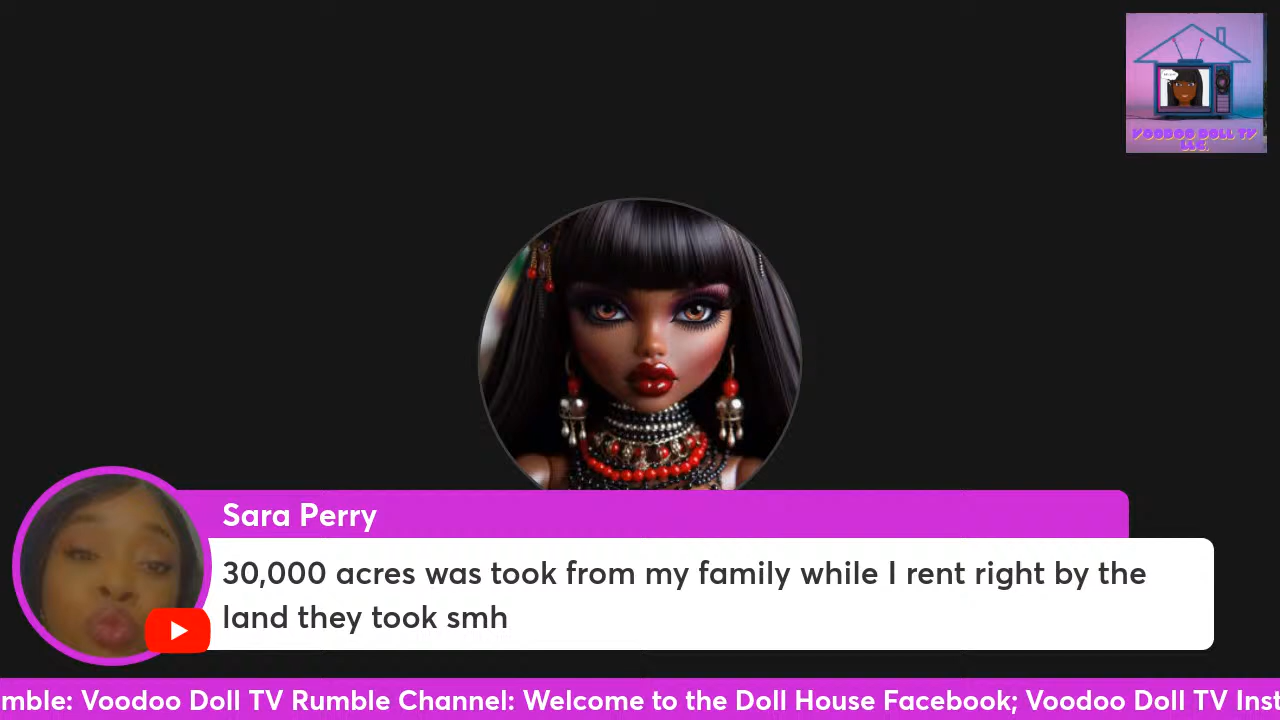 VOODOO DOLL TV
LLC.
Sara Perry
30,000 acres was took from my family while I rent right by the
land they took smh
mble: Voodoo Doll TV Rumble Channel: Welcome to the Doll House Facebook; Voodoo Doll TV Inst